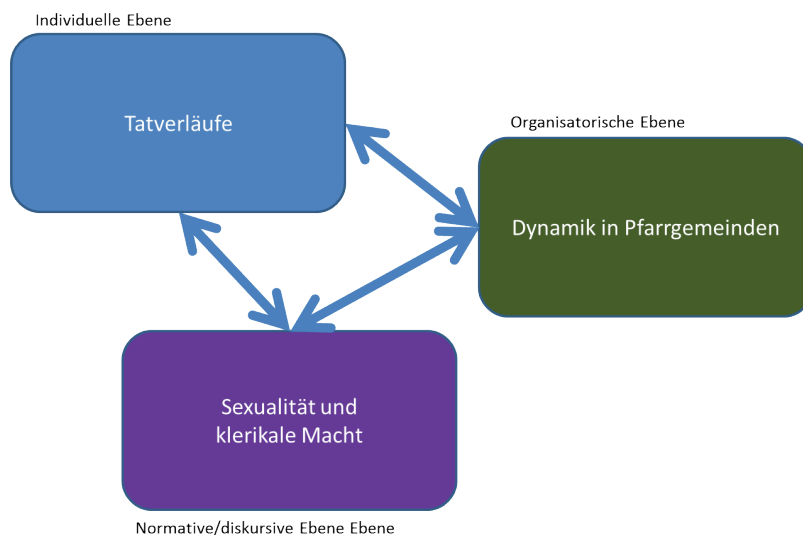 Individuelle Ebene
Tatverläufe
Organisatorische Ebene
Dynamik in Pfarrgemeinden
Sexualität und
klerikale Macht
Normative/diskursive Ebene Ebene